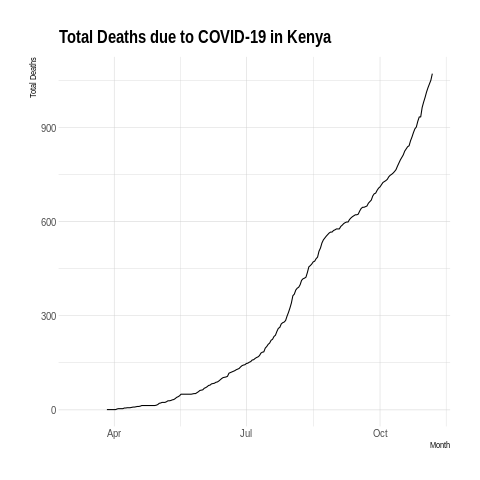 Total Deaths due to COVID-19 in Kenya
Total Deaths
900
600
300
0
Apr
Jul
Oct
Month